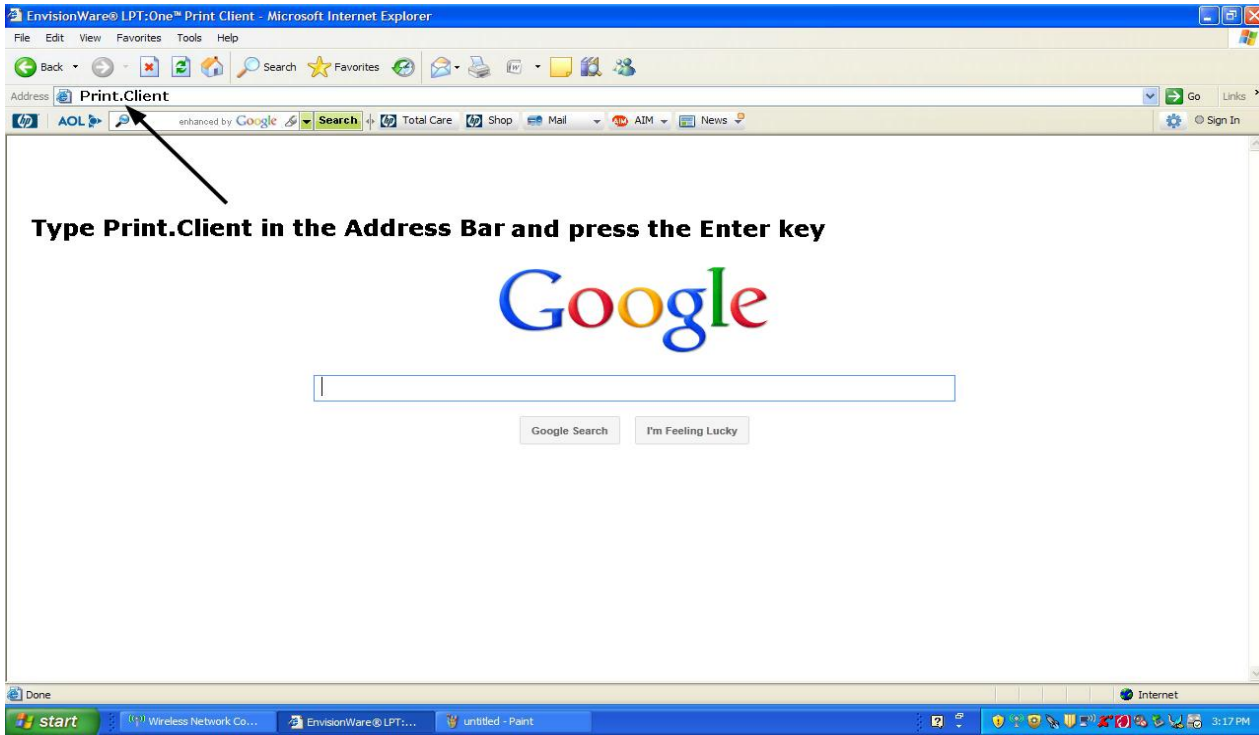 EnvisionWare® LPT:One™ Print Client - Microsoft Internet Explorer
File Edit View Favorites Tools Help
Back Search Favorites
Address Print.Client Go Links
AOL enhanced by Google Search Total Care Shop Mail AIM News Sign In
Type Print.Client in the Address Bar and press the Enter key
Google
Google Search I'm Feeling Lucky
Done Internet
start Wireless Network Co... EnvisionWare® LPT:... untitled - Paint 3:17 PM